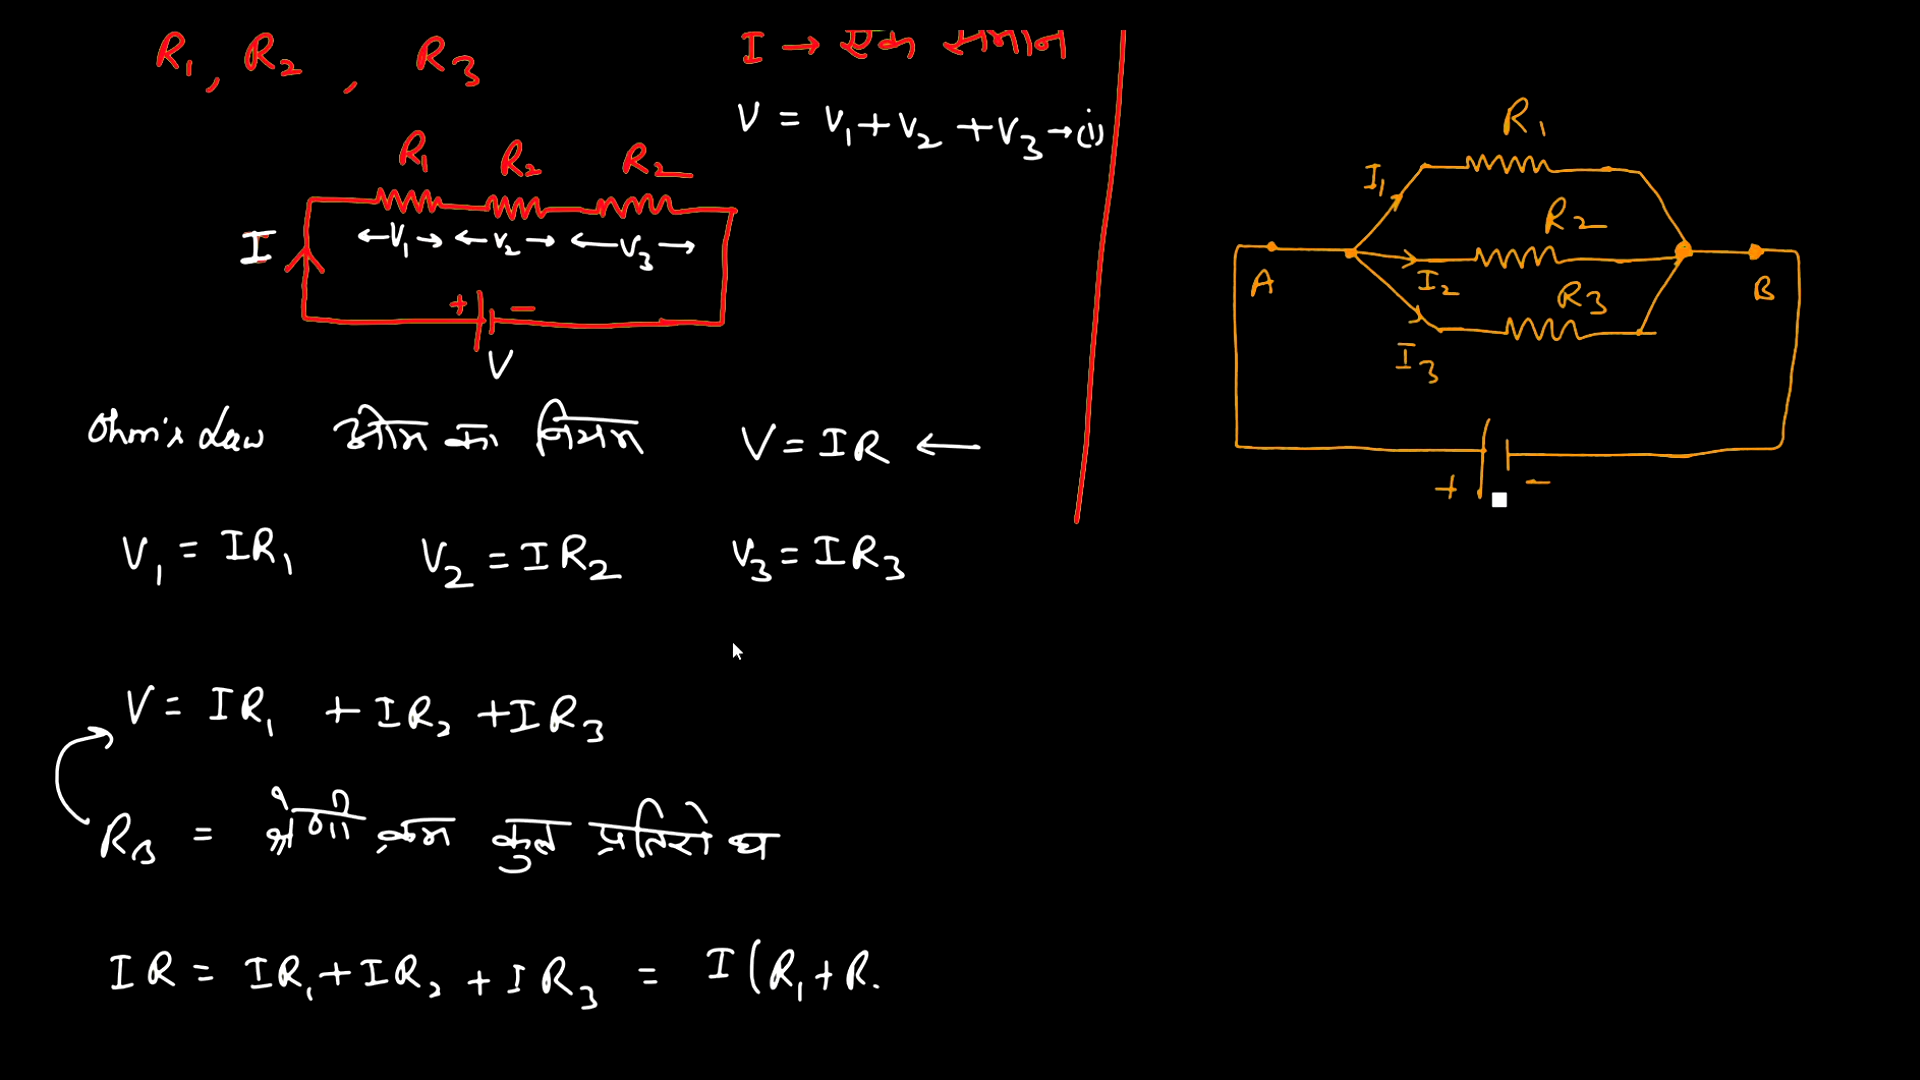 R₁, R₂, R₃
I → एक समान
V = V₁ + V₂ + V₃ → (i)
R₁ R₂ R₂
I
V₁ V₂ V₃
+ −
V
Ohm's Law ओम का नियम V = IR ←
V₁ = IR₁ V₂ = IR₂ V₃ = IR₃
V = IR₁ + IR₂ + IR₃
Rs = श्रेणी क्रम कुल प्रतिरोध
IR = IR₁ + IR₂ + IR₃ = I(R₁ + R.
R₁
I₁
R₂
A I₂ B
R₃
I₃
+ −